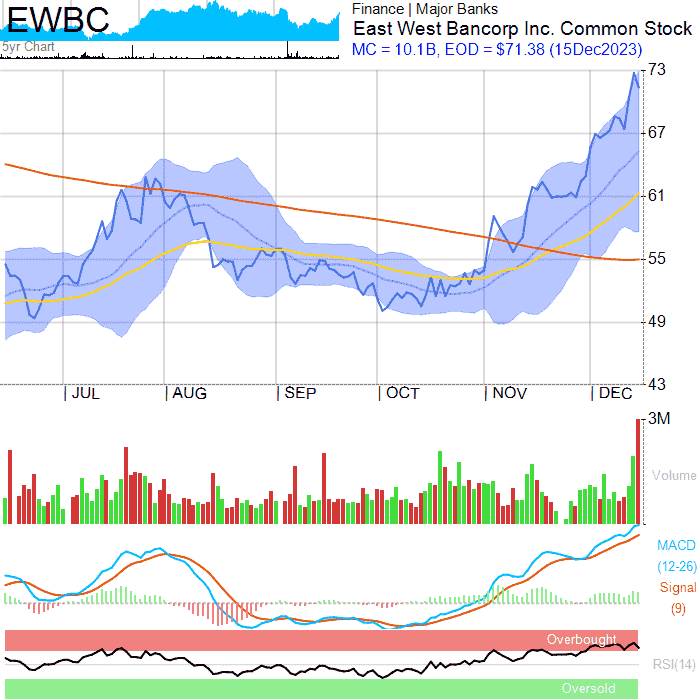 EWBC
5yr Chart
Finance | Major Banks
East West Bancorp Inc. Common Stock
MC = 10.1B, EOD = $71.38 (15Dec2023)
73
67
61
55
49
43
| JUL | AUG | SEP | OCT | NOV | DEC
3M
Volume
MACD
(12-26)
Signal
(9)
Overbought
RSI(14)
Oversold